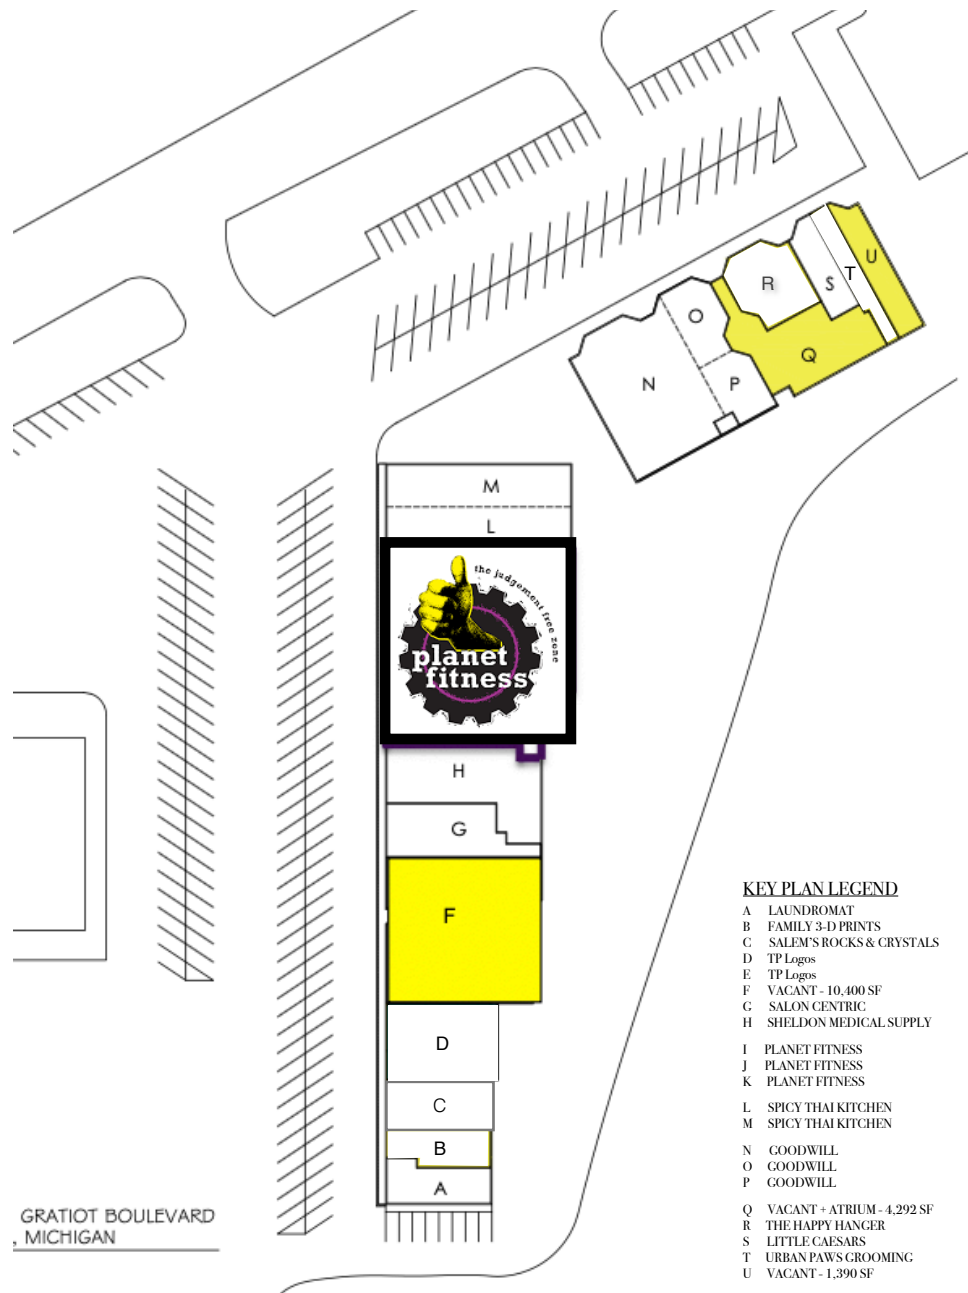 U
T
S
R
Q
O
P
N
M
L
the judgement free zone
planet
fitness
H
G
F
D
C
B
A
GRATIOT BOULEVARD
, MICHIGAN
KEY PLAN LEGEND
A LAUNDROMAT
B FAMILY 3-D PRINTS
C SALEM'S ROCKS & CRYSTALS
D TP Logos
E TP Logos
F VACANT - 10,400 SF
G SALON CENTRIC
H SHELDON MEDICAL SUPPLY
I PLANET FITNESS
J PLANET FITNESS
K PLANET FITNESS
L SPICY THAI KITCHEN
M SPICY THAI KITCHEN
N GOODWILL
O GOODWILL
P GOODWILL
Q VACANT + ATRIUM - 4,292 SF
R THE HAPPY HANGER
S LITTLE CAESARS
T URBAN PAWS GROOMING
U VACANT - 1,390 SF